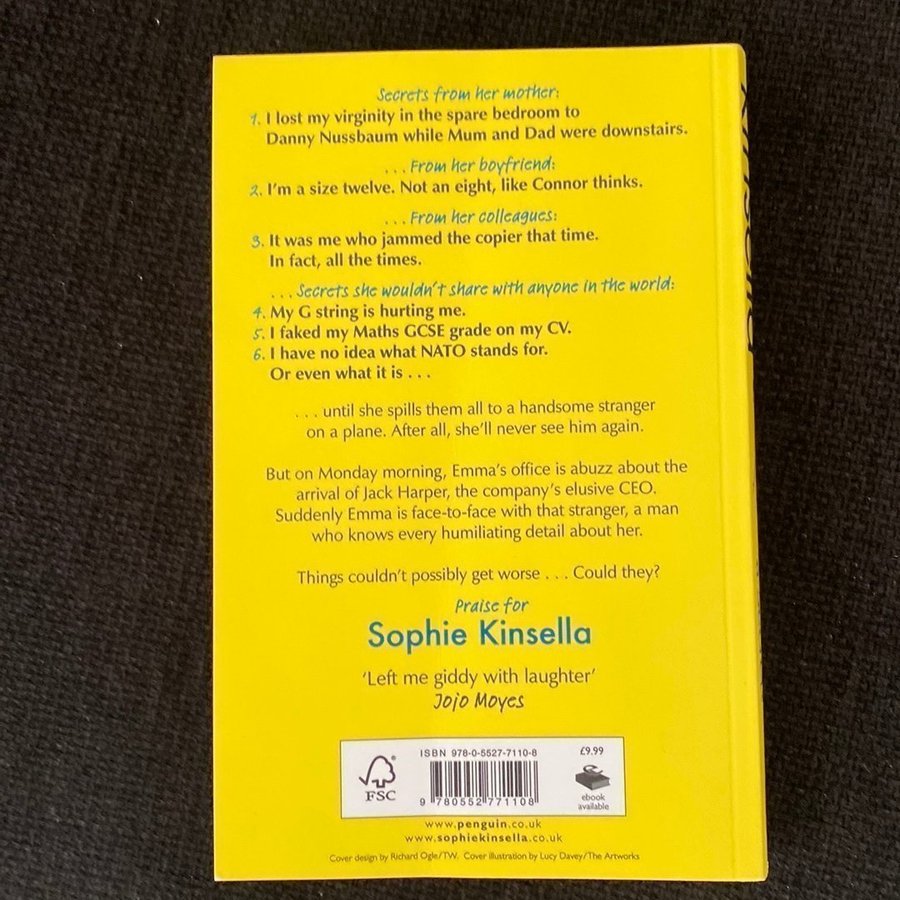 Secrets from her mother:
1. I lost my virginity in the spare bedroom to
Danny Nussbaum while Mum and Dad were downstairs.
. . . From her boyfriend:
2. I'm a size twelve. Not an eight, like Connor thinks.
. . . From her colleagues:
3. It was me who jammed the copier that time.
In fact, all the times.
. . . Secrets she wouldn't share with anyone in the world:
4. My G string is hurting me.
5. I faked my Maths GCSE grade on my CV.
6. I have no idea what NATO stands for.
Or even what it is . . .
. . . until she spills them all to a handsome stranger
on a plane. After all, she'll never see him again.
But on Monday morning, Emma's office is abuzz about the
arrival of Jack Harper, the company's elusive CEO.
Suddenly Emma is face-to-face with that stranger, a man
who knows every humiliating detail about her.
Things couldn't possibly get worse . . . Could they?
Praise for
Sophie Kinsella
'Left me giddy with laughter'
Jojo Moyes
ISBN 978-0-5527-7110-8
£9.99
FSC
9 780552 771108
ebook
available
www.penguin.co.uk
www.sophiekinsella.co.uk
Cover design by Richard Ogle/TW. Cover illustration by Lucy Davey/The Artworks